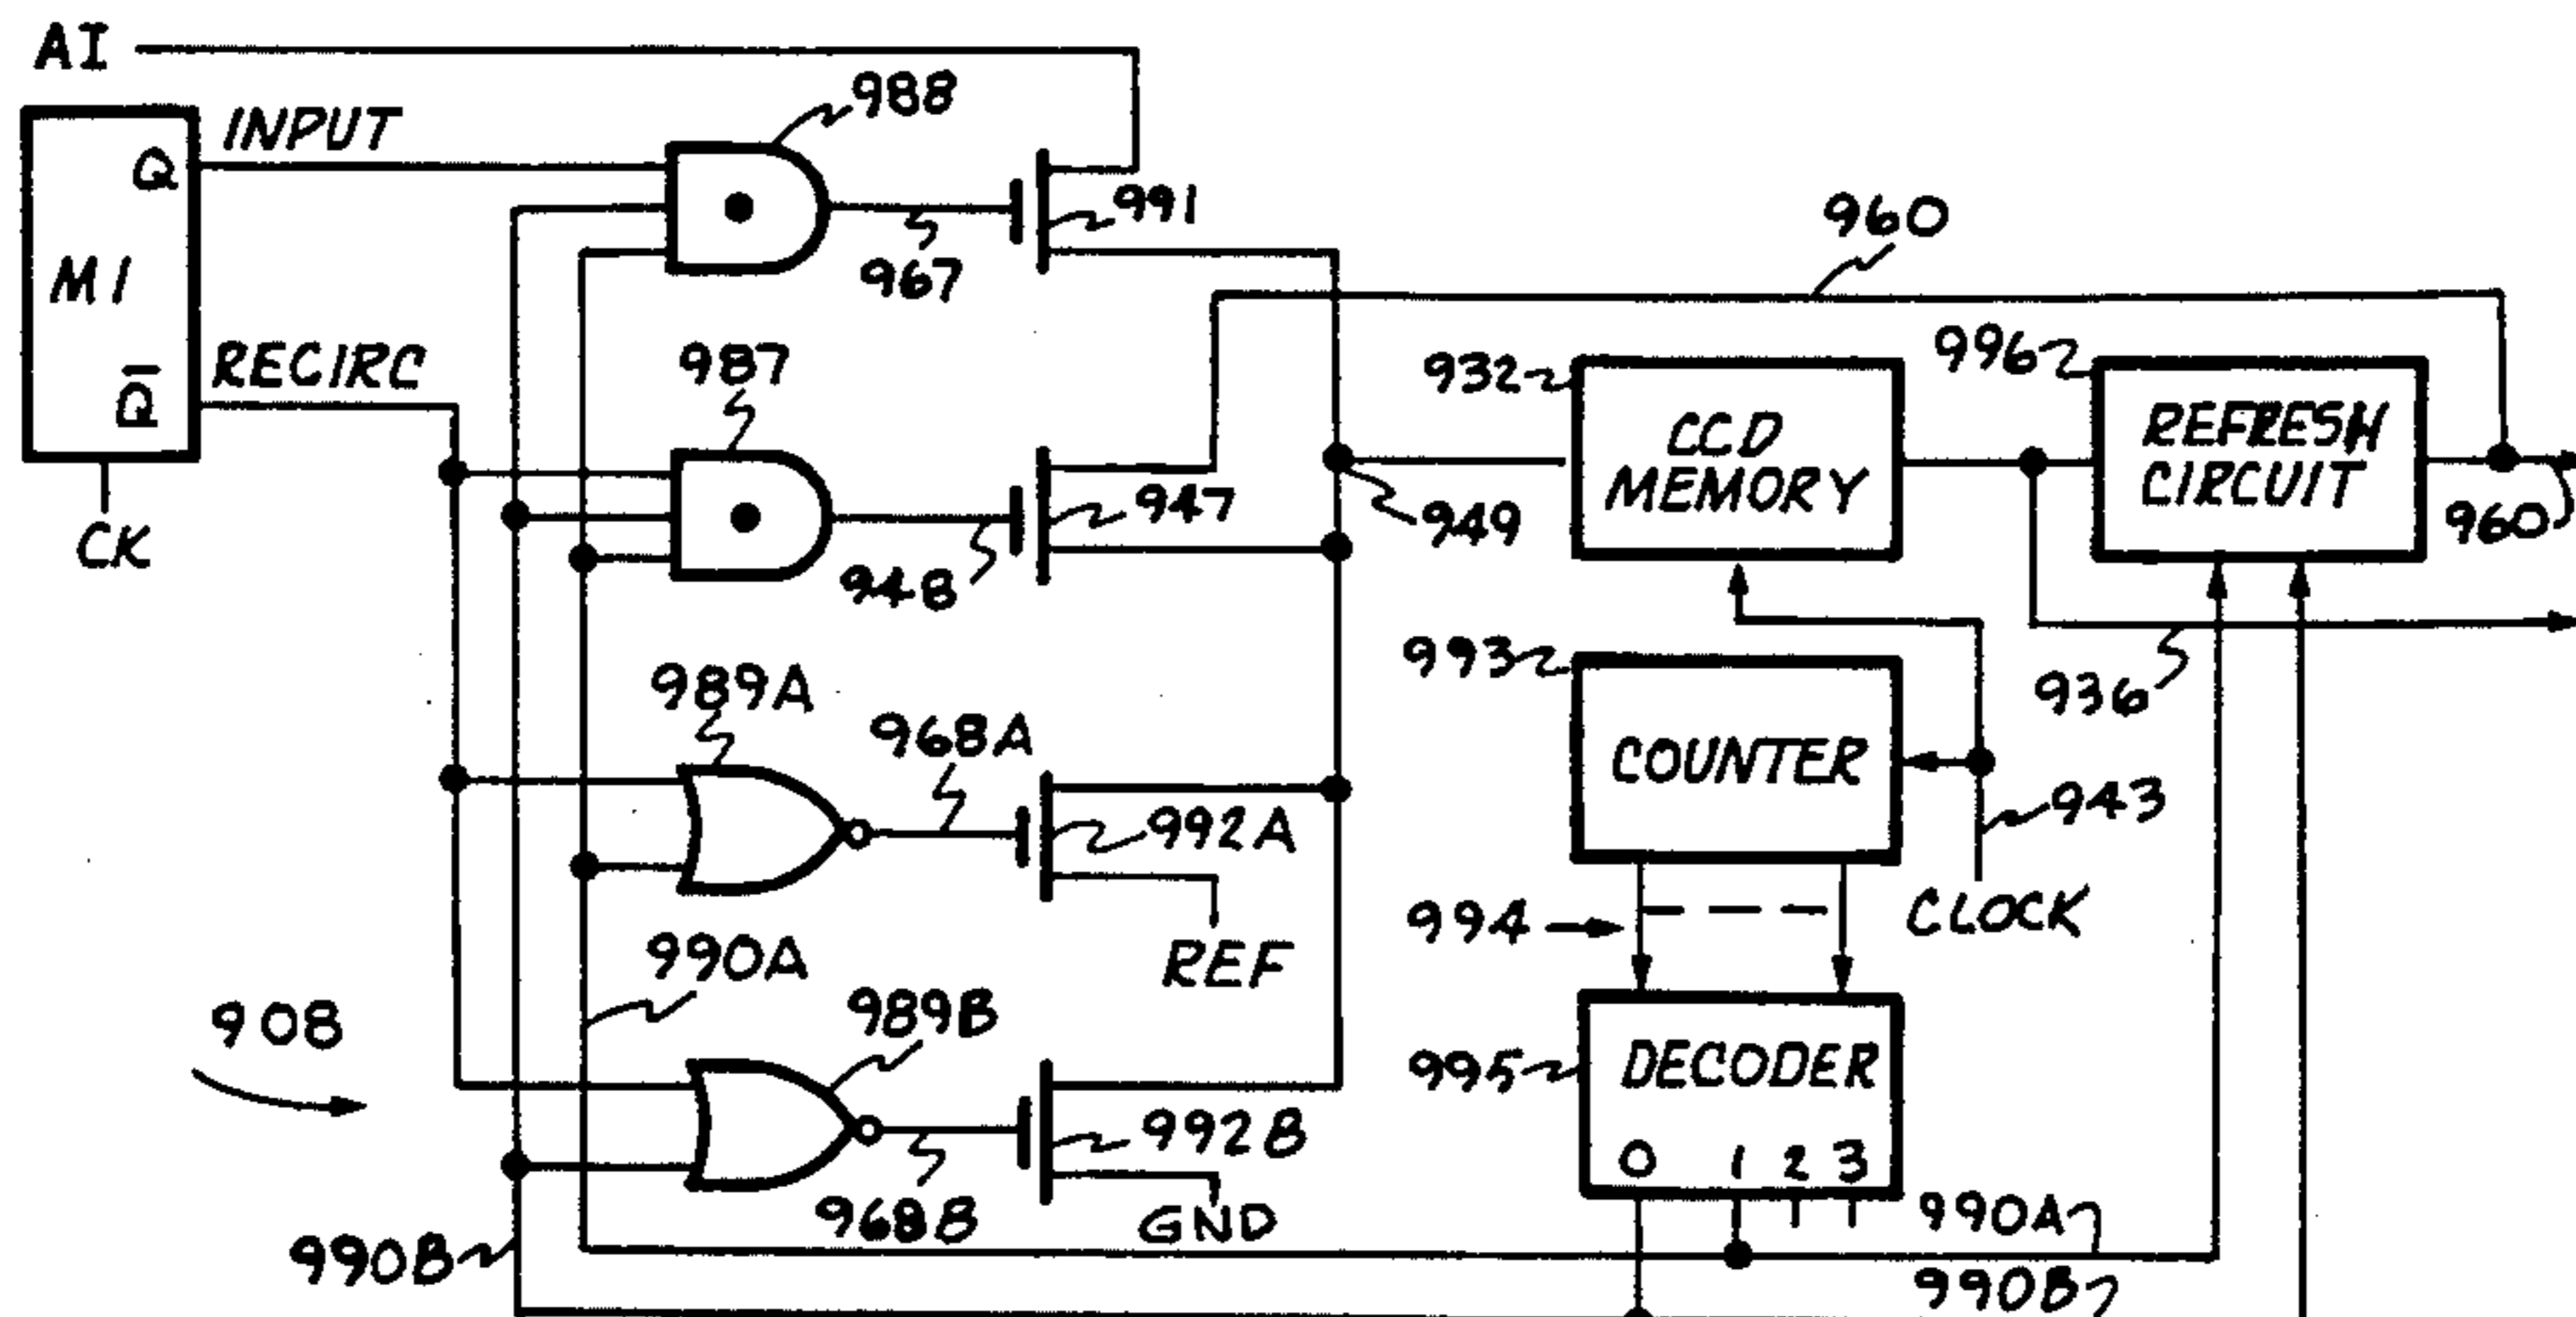 AI
988
INPUT
Q
991
960
M1
967
RECIRC
987
932
996
Q̅
CCD
MEMORY
REFRESH
CIRCUIT
947
949
960
CK
948
993
936
989A
968A
COUNTER
992A
943
994
CLOCK
990A
REF
908
989B
995
DECODER
992B
0 1 2 3
968B
GND
990A
990B
990B